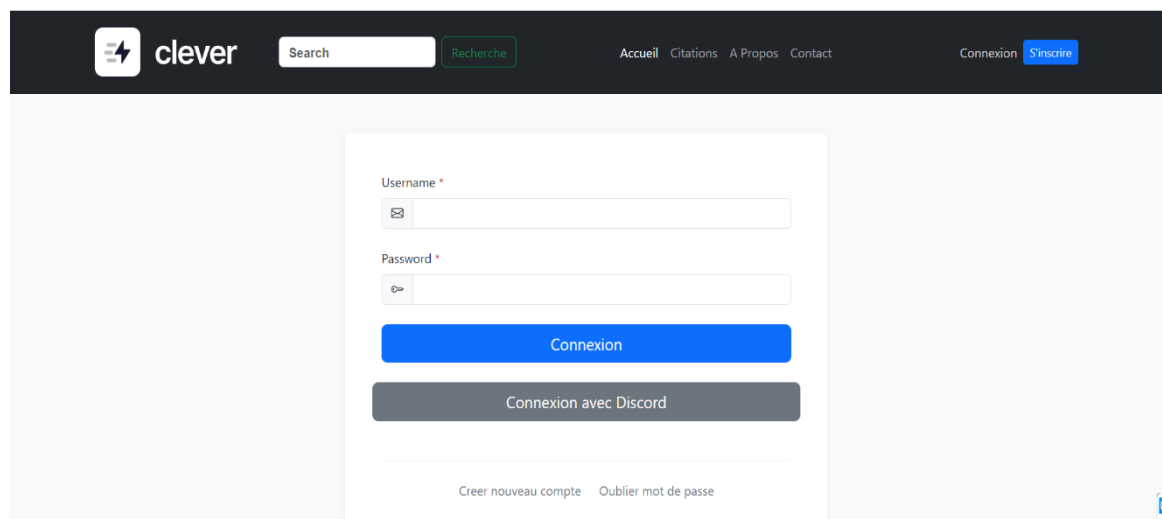 clever Search Recherche Accueil Citations A Propos Contact Connexion S'inscrire
Username *
Password *
Connexion
Connexion avec Discord
Creer nouveau compte Oublier mot de passe